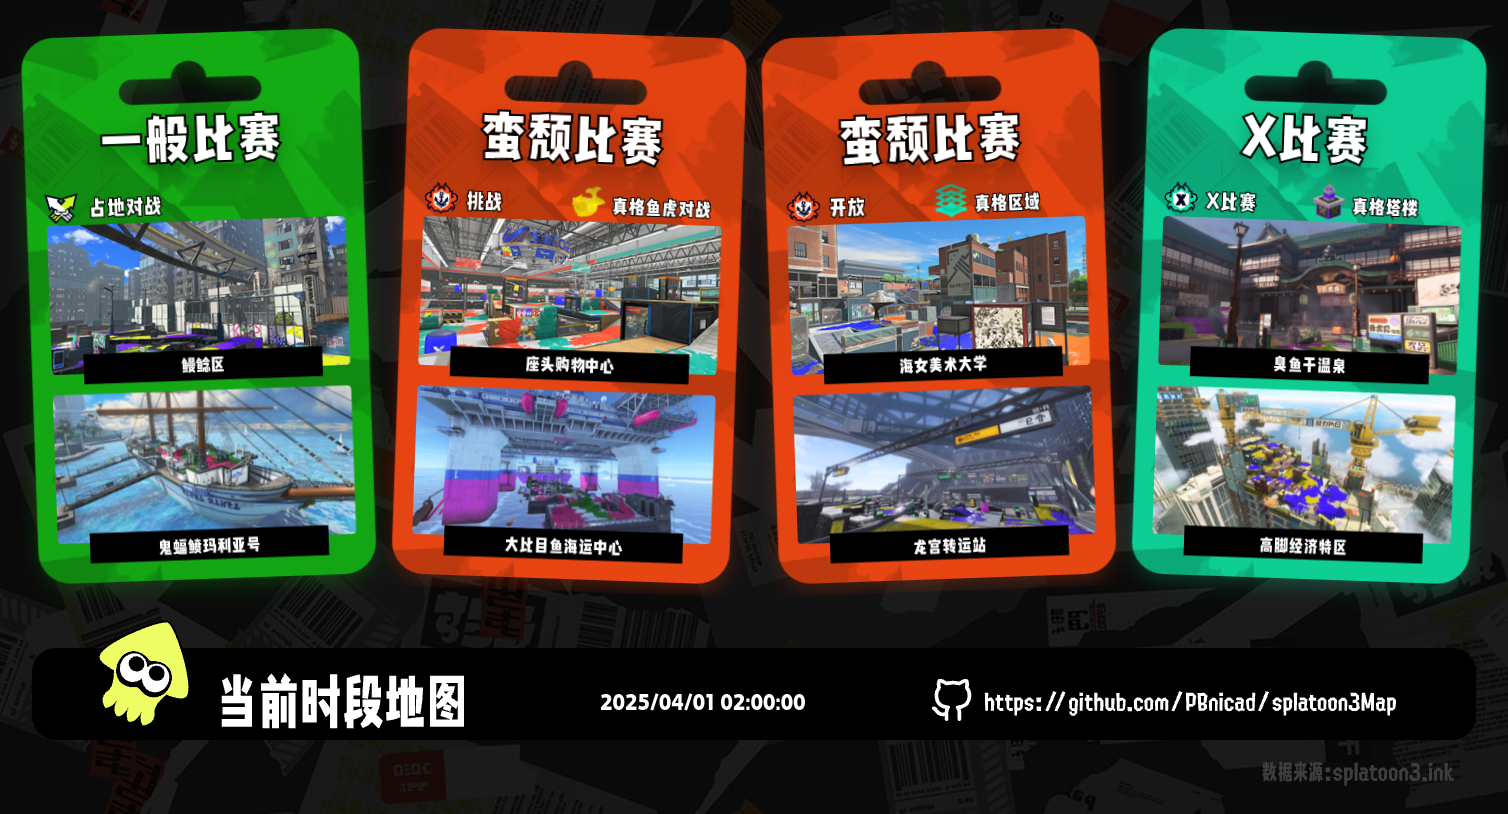 一般比赛
占地对战
鳗鲶区
鬼蝠鲼玛利亚号
蛮颓比赛
挑战
真格鱼虎对战
座头购物中心
大比目鱼海运中心
蛮颓比赛
开放
真格区域
海女美术大学
龙宫转运站
X比赛
X比赛
真格塔楼
臭鱼干温泉
高脚经济特区
当前时段地图
2025/04/01 02:00:00
https://github.com/PBnicad/splatoon3Map
数据来源:splatoon3.ink